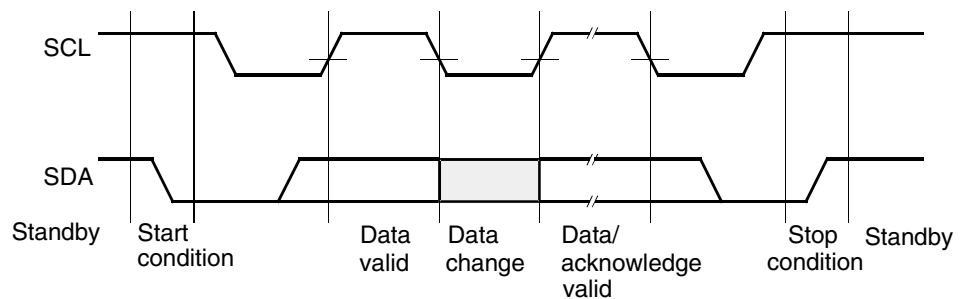 SCL
SDA
Standby
Start
condition
Data
valid
Data
change
Data/
acknowledge
valid
Stop
condition
Standby